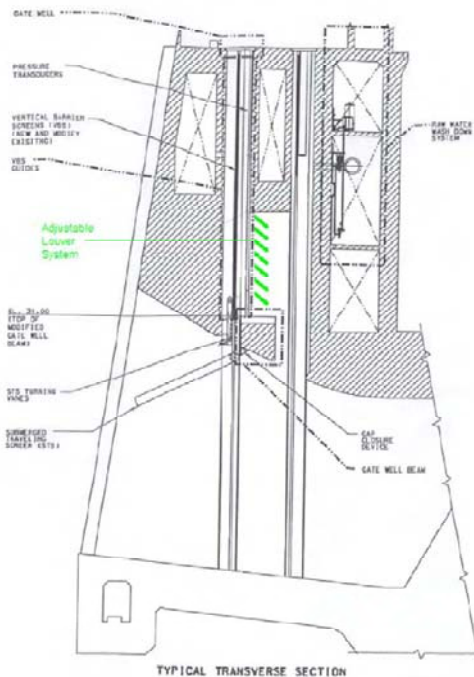 GATE WELL
PRESSURE
TRANSDUCERS
VERTICAL BARRIER
SCREENS (VBS)
(NEW AND MODIFY
EXISITNG)
VBS
GUIDES
RAW WATER
WASH DOWN
SYSTEM
Adjustable
Louver
System
EL. 31.00
(TOP OF
MODIFIED
GATE WELL
BEAM)
STS TURNING
VANES
SUBMERGED
TRAVELING
SCREEN (STS)
GAP
CLOSURE
DEVICE
GATE WELL BEAM
TYPICAL TRANSVERSE SECTION